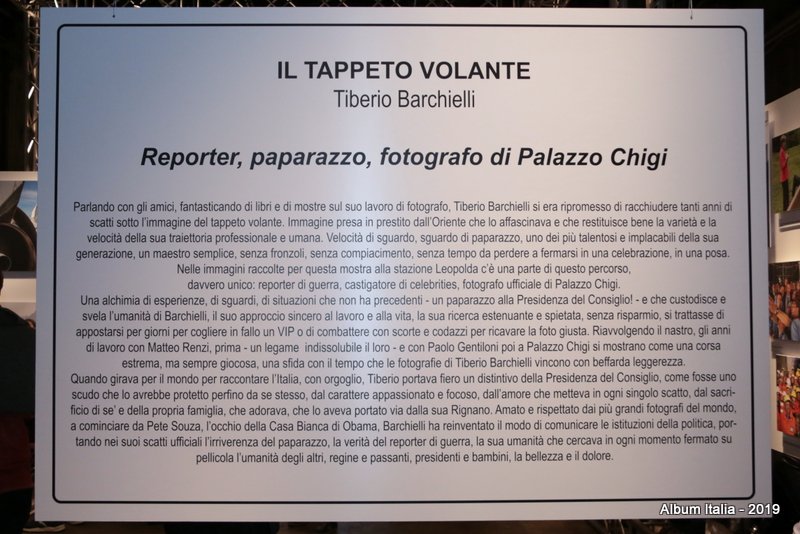 IL TAPPETO VOLANTE
Tiberio Barchielli
Reporter, paparazzo, fotografo di Palazzo Chigi
Parlando con gli amici, fantasticando di libri e di mostre sul suo lavoro di fotografo, Tiberio Barchielli si era ripromesso di racchiudere tanti anni di
scatti sotto l'immagine del tappeto volante. Immagine presa in prestito dall'Oriente che lo affascinava e che restituisce bene la varietà e la
velocità della sua traiettoria professionale e umana. Velocità di sguardo, sguardo di paparazzo, uno dei più talentosi e implacabili della sua
generazione, un maestro semplice, senza fronzoli, senza compiacimento, senza tempo da perdere a fermarsi in una celebrazione, in una posa.
Nelle immagini raccolte per questa mostra alla stazione Leopolda c'è una parte di questo percorso,
davvero unico: reporter di guerra, castigatore di celebrities, fotografo ufficiale di Palazzo Chigi.
Una alchimia di esperienze, di sguardi, di situazioni che non ha precedenti - un paparazzo alla Presidenza del Consiglio! - e che custodisce e
svela l'umanità di Barchielli, il suo approccio sincero al lavoro e alla vita, la sua ricerca estenuante e spietata, senza risparmio, si trattasse di
appostarsi per giorni per cogliere in fallo un VIP o di combattere con scorte e codazzi per ricavare la foto giusta. Riavvolgendo il nastro, gli anni
di lavoro con Matteo Renzi, prima - un legame indissolubile il loro - e con Paolo Gentiloni poi a Palazzo Chigi si mostrano come una corsa
estrema, ma sempre giocosa, una sfida con il tempo che le fotografie di Tiberio Barchielli vincono con beffarda leggerezza.
Quando girava per il mondo per raccontare l'Italia, con orgoglio, Tiberio portava fiero un distintivo della Presidenza del Consiglio, come fosse uno
scudo che lo avrebbe protetto perfino da se stesso, dal carattere appassionato e focoso, dall'amore che metteva in ogni singolo scatto, dal sacri-
ficio di se' e della propria famiglia, che adorava, che lo aveva portato via dalla sua Rignano. Amato e rispettato dai più grandi fotografi del mondo,
a cominciare da Pete Souza, l'occhio della Casa Bianca di Obama, Barchielli ha reinventato il modo di comunicare le istituzioni della politica, por-
tando nei suoi scatti ufficiali l'irriverenza del paparazzo, la verità del reporter di guerra, la sua umanità che cercava in ogni momento fermato su
pellicola l'umanità degli altri, regine e passanti, presidenti e bambini, la bellezza e il dolore.
Album Italia - 2019